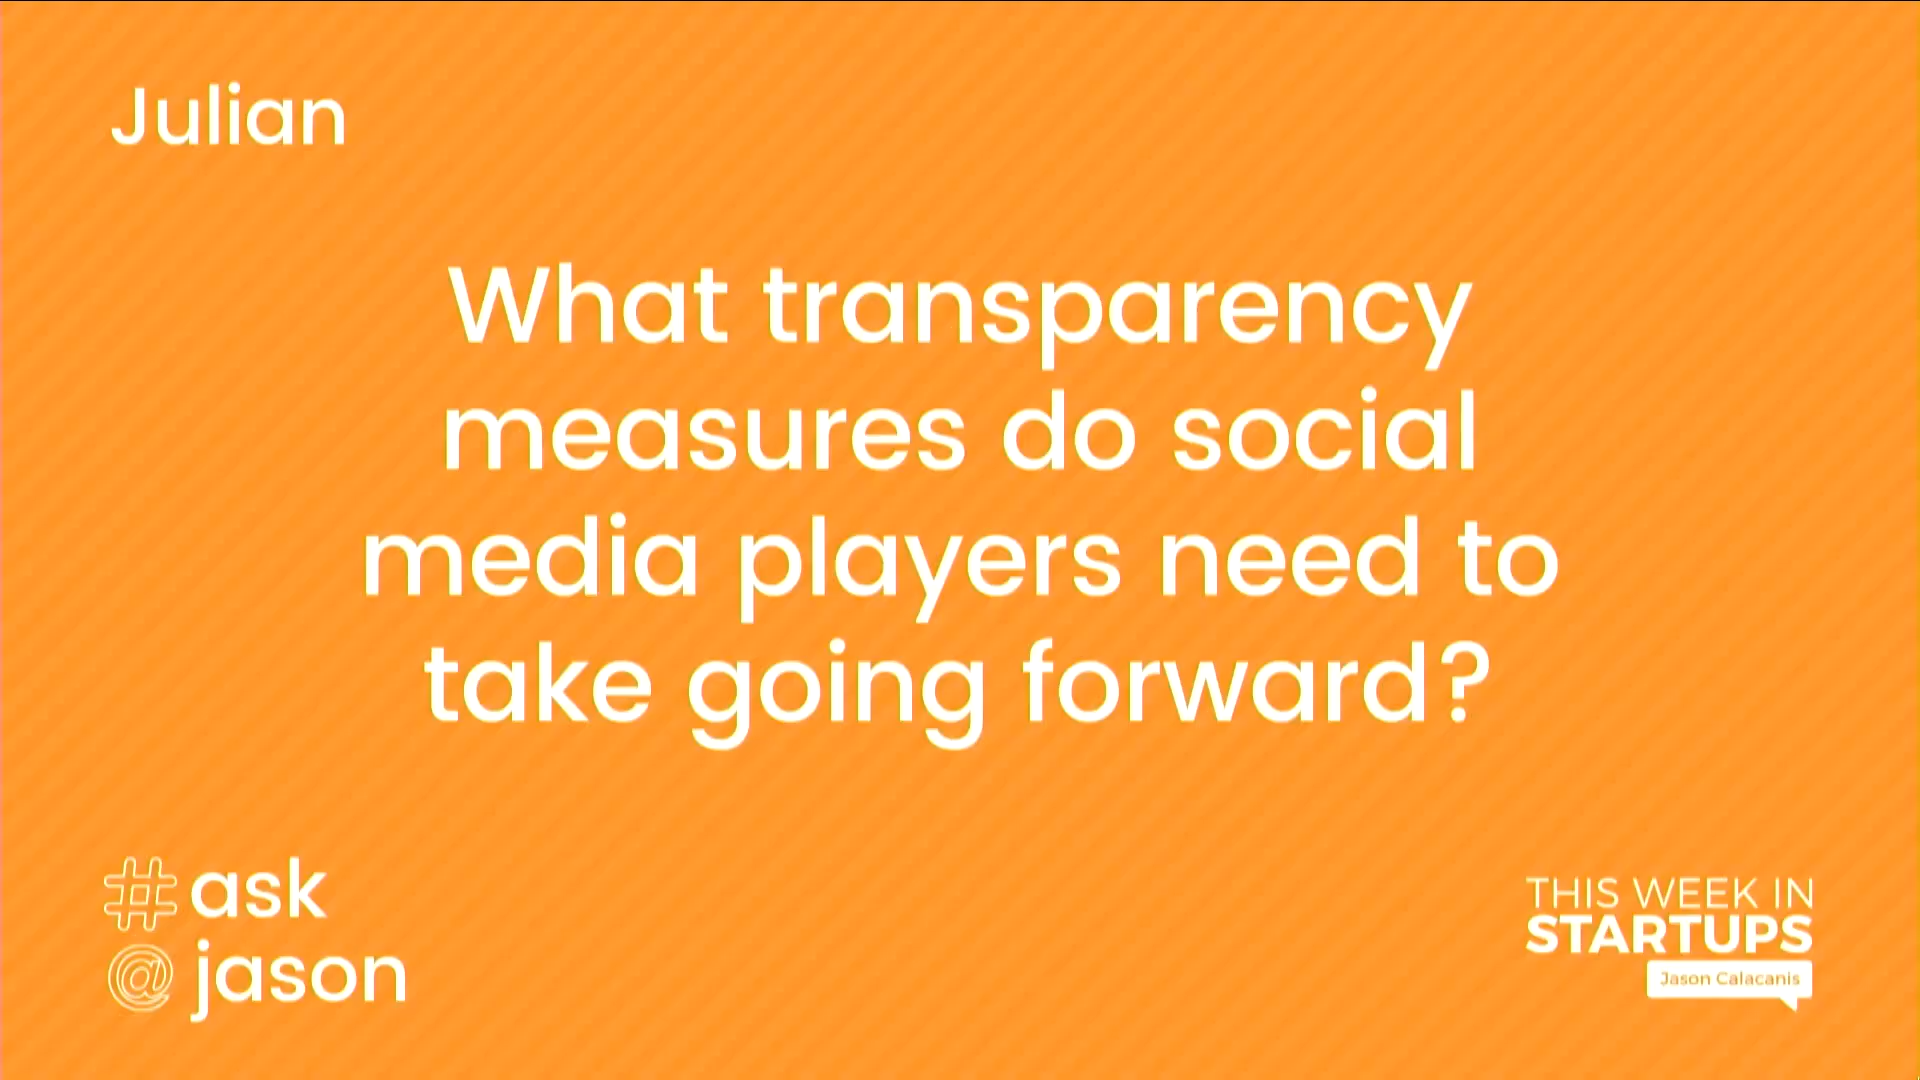 Julian
What transparency
measures do social
media players need to
take going forward?
#ask
@jason
THIS WEEK IN
STARTUPS
Jason Calacanis